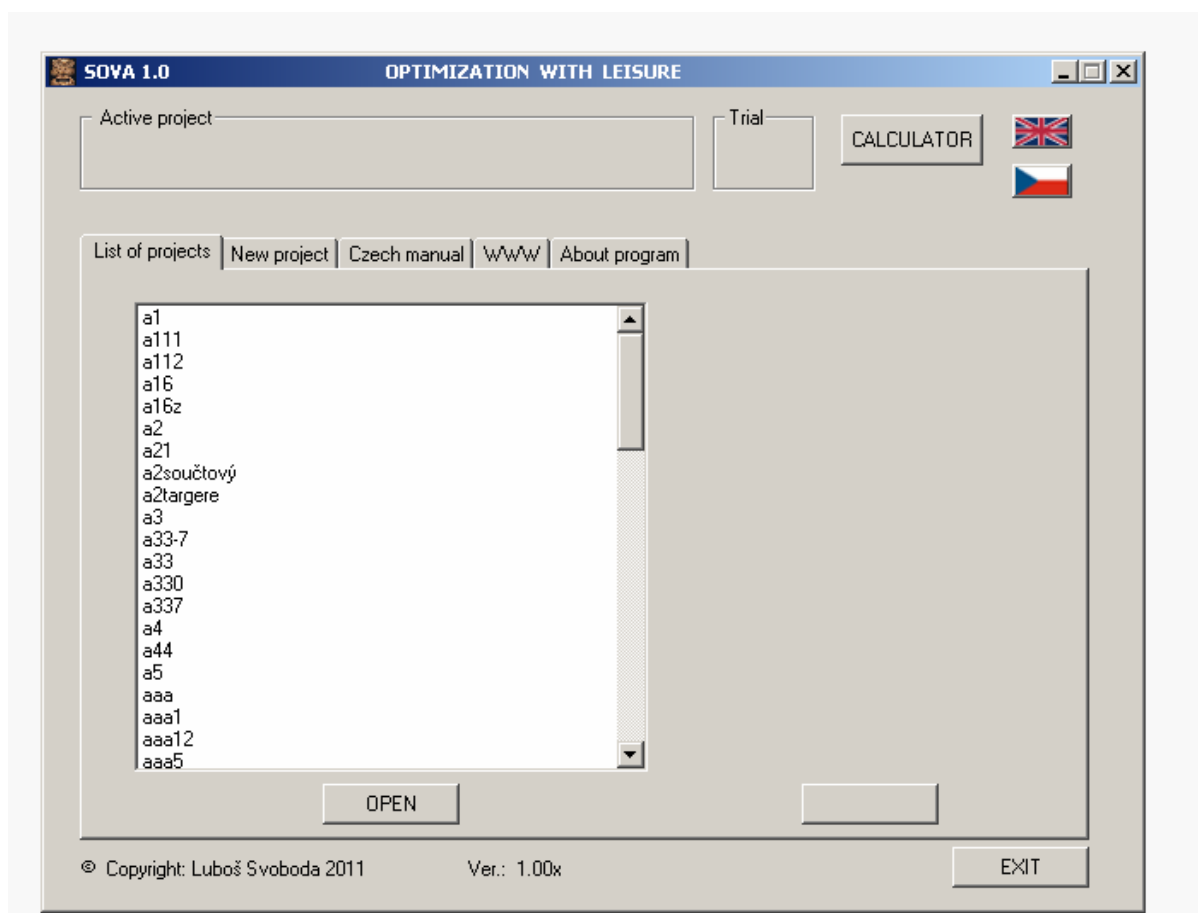 SOVA 1.0 OPTIMIZATION WITH LEISURE
Active project
Trial
CALCULATOR
List of projects New project Czech manual WWW About program
a1
a111
a112
a16
a16z
a2
a21
a2součtový
a2targere
a3
a33-7
a33
a330
a337
a4
a44
a5
aaa
aaa1
aaa12
aaa5
OPEN
© Copyright: Luboš Svoboda 2011 Ver.: 1.00x
EXIT